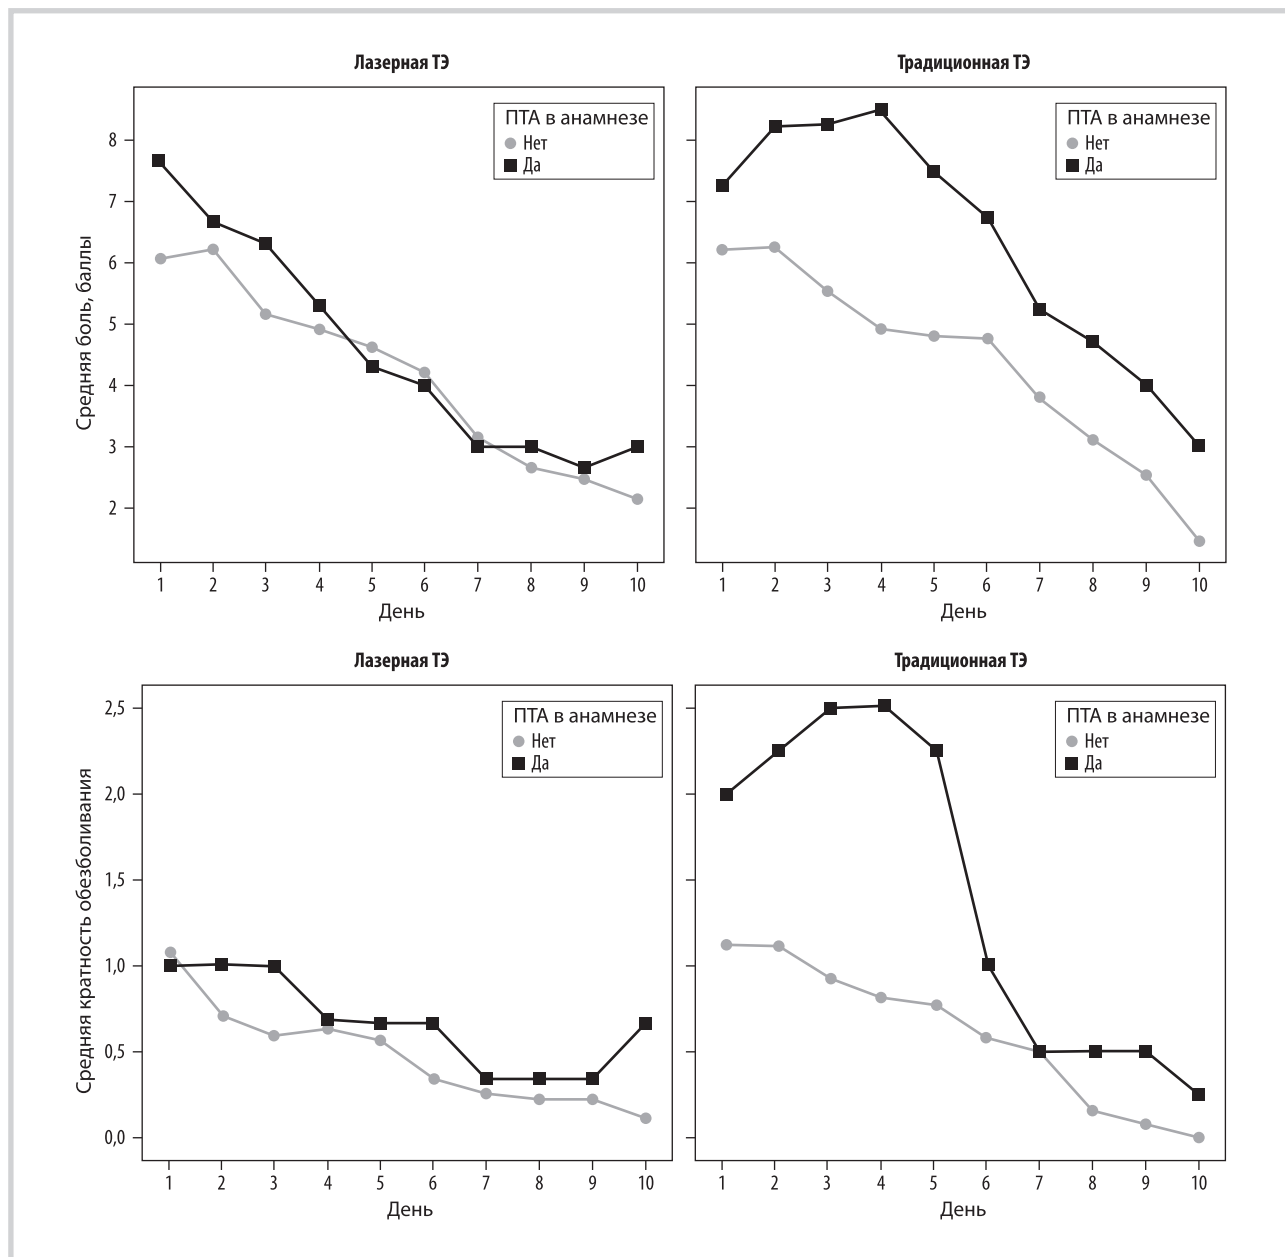 Лазерная ТЭ
Традиционная ТЭ
Средняя боль, баллы
8
7
6
5
4
3
2
ПТА в анамнезе
Нет
Да
ПТА в анамнезе
Нет
Да
1 2 3 4 5 6 7 8 9 10
День
1 2 3 4 5 6 7 8 9 10
День
Лазерная ТЭ
Традиционная ТЭ
Средняя кратность обезболивания
2,5
2,0
1,5
1,0
0,5
0,0
ПТА в анамнезе
Нет
Да
ПТА в анамнезе
Нет
Да
1 2 3 4 5 6 7 8 9 10
День
1 2 3 4 5 6 7 8 9 10
День